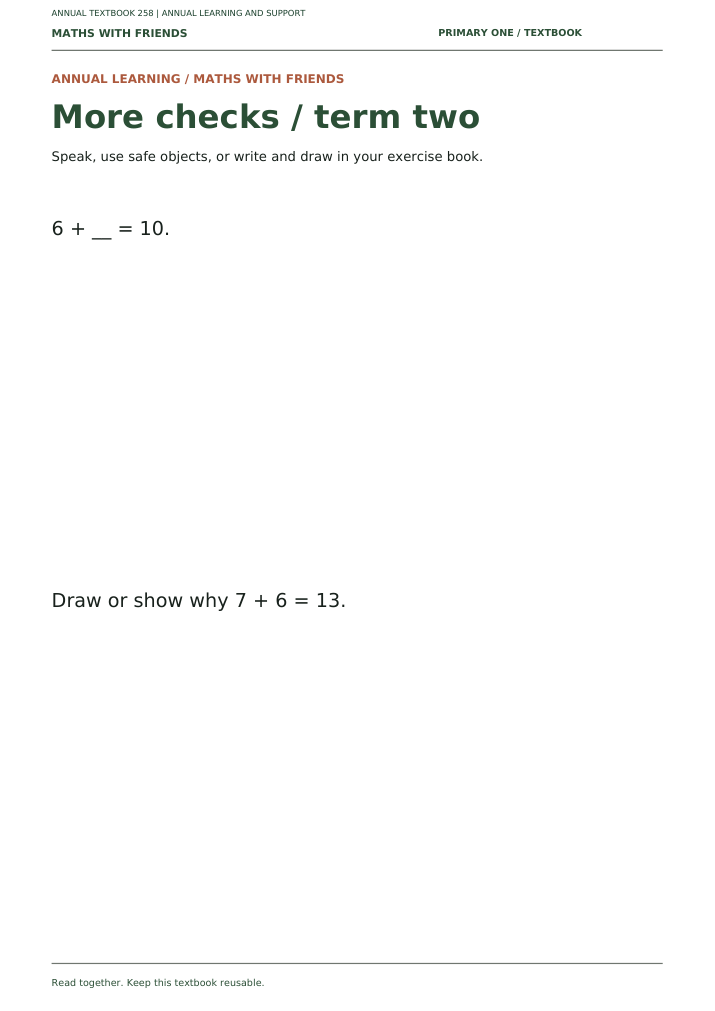 ANNUAL TEXTBOOK 258 | ANNUAL LEARNING AND SUPPORT
MATHS WITH FRIENDS
PRIMARY ONE / TEXTBOOK
ANNUAL LEARNING / MATHS WITH FRIENDS
More checks / term two
Speak, use safe objects, or write and draw in your exercise book.
6 + __ = 10.
Draw or show why 7 + 6 = 13.
Read together. Keep this textbook reusable.